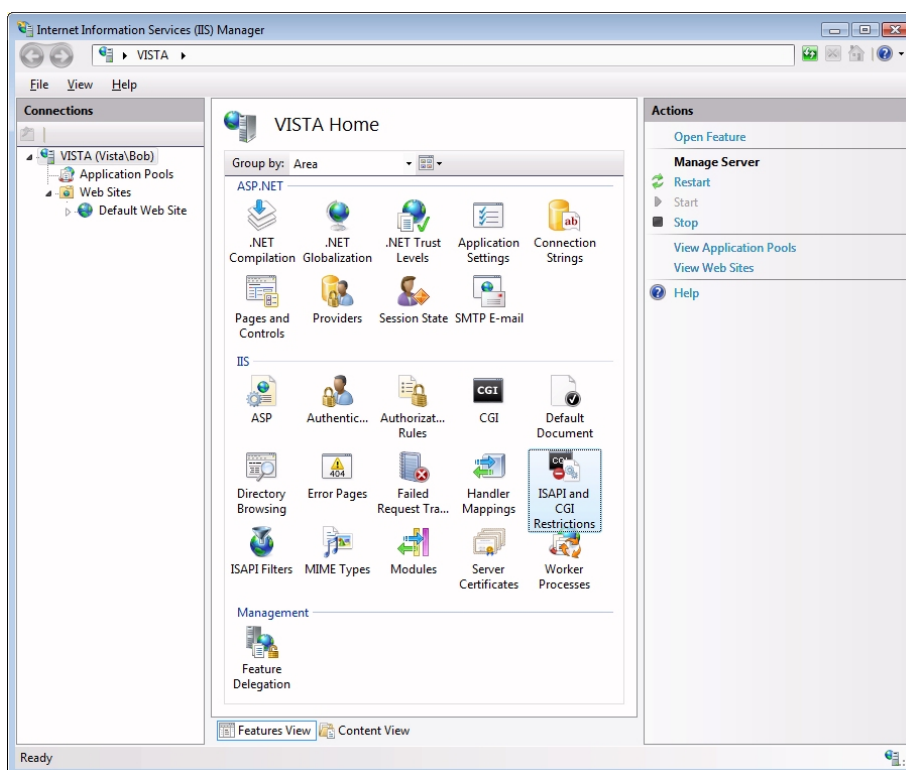 Internet Information Services (IIS) Manager
VISTA
File View Help
Connections
VISTA (Vista\Bob)
Application Pools
Web Sites
Default Web Site
VISTA Home
Group by: Area
ASP.NET
.NET Compilation
.NET Globalization
.NET Trust Levels
Application Settings
Connection Strings
ab
Pages and Controls
Providers
Session State
SMTP E-mail
IIS
ASP
Authentic...
Authorizat... Rules
CGI
CGI
Default Document
Directory Browsing
404
Error Pages
Failed Request Tra...
Handler Mappings
ISAPI and CGI Restrictions
ISAPI Filters
MIME Types
Modules
Server Certificates
Worker Processes
Management
Feature Delegation
Features View
Content View
Actions
Open Feature
Manage Server
Restart
Start
Stop
View Application Pools
View Web Sites
Help
Ready